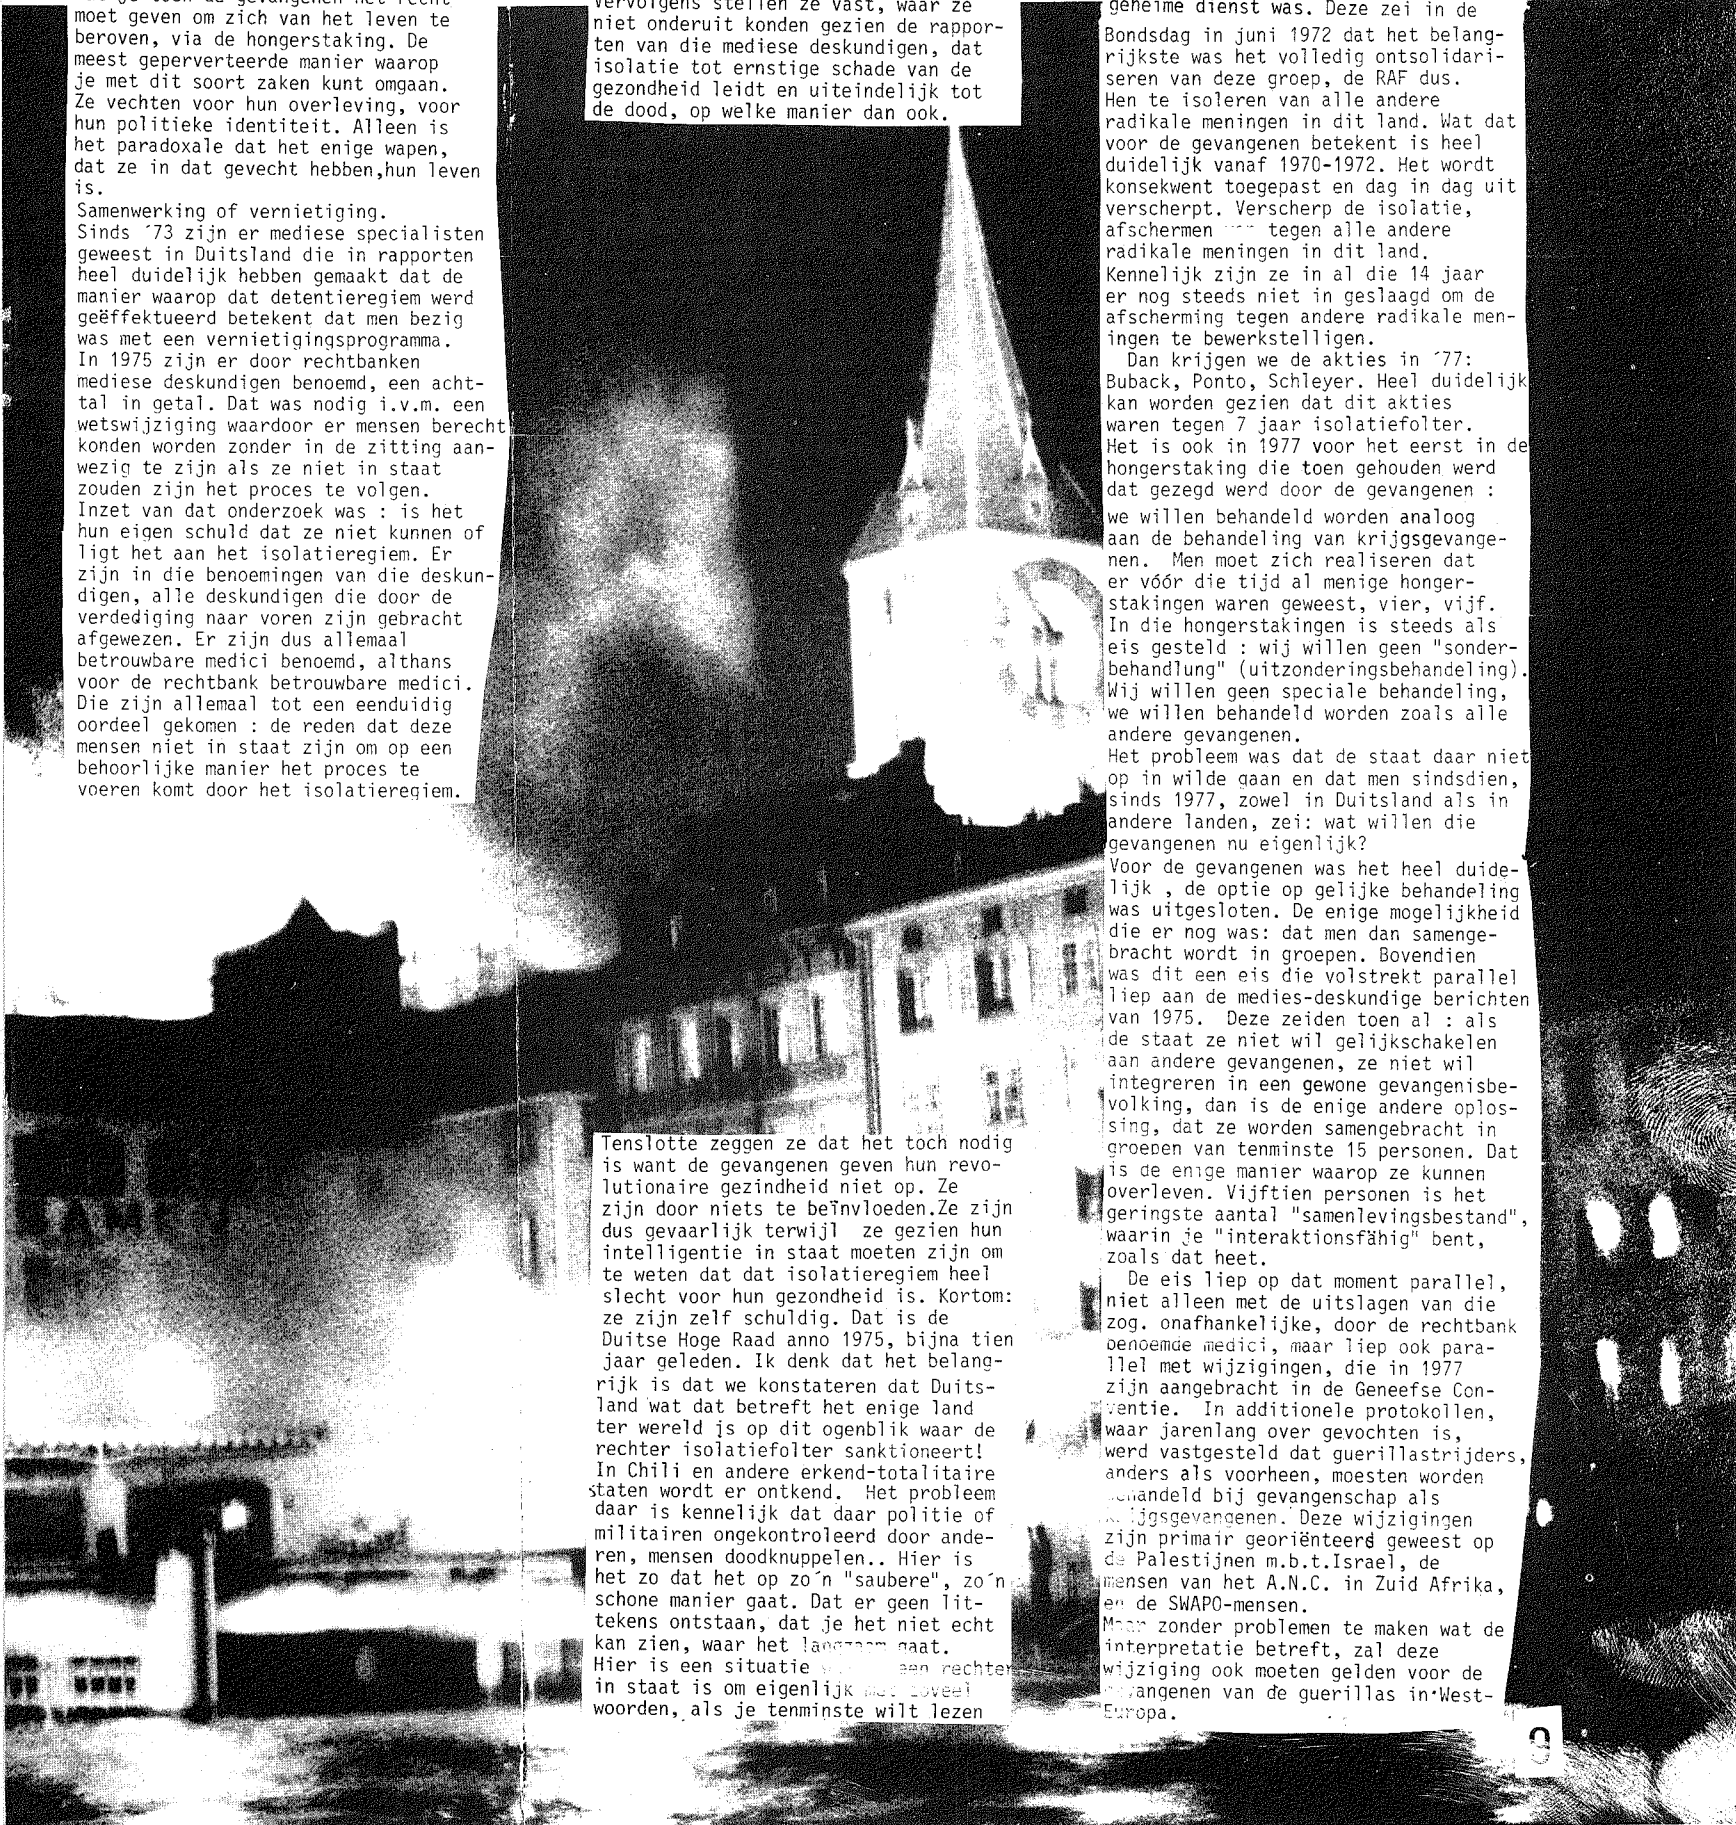 moet geven om zich van het leven te
beroven, via de hongerstaking. De
meest geperverteerde manier waarop
je met dit soort zaken kunt omgaan.
Ze vechten voor hun overleving, voor
hun politieke identiteit. Alleen is
het paradoxale dat het enige wapen,
dat ze in dat gevecht hebben,hun leven
is.
Samenwerking of vernietiging.
Sinds ´73 zijn er mediese specialisten
geweest in Duitsland die in rapporten
heel duidelijk hebben gemaakt dat de
manier waarop dat detentieregiem werd
geëffektueerd betekent dat men bezig
was met een vernietigingsprogramma.
In 1975 zijn er door rechtbanken
mediese deskundigen benoemd, een acht-
tal in getal. Dat was nodig i.v.m. een
wetswijziging waardoor er mensen berecht
konden worden zonder in de zitting aan-
wezig te zijn als ze niet in staat
zouden zijn het proces te volgen.
Inzet van dat onderzoek was : is het
hun eigen schuld dat ze niet kunnen of
ligt het aan het isolatieregiem. Er
zijn in die benoemingen van die deskun-
digen, alle deskundigen die door de
verdediging naar voren zijn gebracht
afgewezen. Er zijn dus allemaal
betrouwbare medici benoemd, althans
voor de rechtbank betrouwbare medici.
Die zijn allemaal tot een eenduidig
oordeel gekomen : de reden dat deze
mensen niet in staat zijn om op een
behoorlijke manier het proces te
voeren komt door het isolatieregiem.
Vervolgens stellen ze vast, waar ze
niet onderuit konden gezien de rappor-
ten van die mediese deskundigen, dat
isolatie tot ernstige schade van de
gezondheid leidt en uiteindelijk tot
de dood, op welke manier dan ook.
Tenslotte zeggen ze dat het toch nodig
is want de gevangenen geven hun revo-
lutionaire gezindheid niet op. Ze
zijn door niets te beïnvloeden.Ze zijn
dus gevaarlijk terwijl ze gezien hun
intelligentie in staat moeten zijn om
te weten dat dat isolatieregiem heel
slecht voor hun gezondheid is. Kortom:
ze zijn zelf schuldig. Dat is de
Duitse Hoge Raad anno 1975, bijna tien
jaar geleden. Ik denk dat het belang-
rijk is dat we konstateren dat Duits-
land wat dat betreft het enige land
ter wereld is op dit ogenblik waar de
rechter isolatiefolter sanktioneert!
In Chili en andere erkend-totalitaire
staten wordt er ontkend. Het probleem
daar is kennelijk dat daar politie of
militairen ongekontroleerd door ande-
ren, mensen doodknuppelen.. Hier is
het zo dat het op zo´n "saubere", zo´n
schone manier gaat. Dat er geen lit-
tekens ontstaan, dat je het niet echt
kan zien, waar het langzaam gaat.
Hier is een situatie een rechter
in staat is om eigenlijk met zoveel
woorden, als je tenminste wilt lezen
geheime dienst was. Deze zei in de
Bondsdag in juni 1972 dat het belang-
rijkste was het volledig ontsolidari-
seren van deze groep, de RAF dus.
Hen te isoleren van alle andere
radikale meningen in dit land. Wat dat
voor de gevangenen betekent is heel
duidelijk vanaf 1970-1972. Het wordt
konsekwent toegepast en dag in dag uit
verscherpt. Verscherp de isolatie,
afschermen tegen alle andere
radikale meningen in dit land.
Kennelijk zijn ze in al die 14 jaar
er nog steeds niet in geslaagd om de
afscherming tegen andere radikale men-
ingen te bewerkstelligen.
Dan krijgen we de akties in ´77:
Buback, Ponto, Schleyer. Heel duidelijk
kan worden gezien dat dit akties
waren tegen 7 jaar isolatiefolter.
Het is ook in 1977 voor het eerst in de
hongerstaking die toen gehouden werd
dat gezegd werd door de gevangenen :
we willen behandeld worden analoog
aan de behandeling van krijgsgevange-
nen. Men moet zich realiseren dat
er vóór die tijd al menige honger-
stakingen waren geweest, vier, vijf.
In die hongerstakingen is steeds als
eis gesteld : wij willen geen "sonder-
behandlung" (uitzonderingsbehandeling).
Wij willen geen speciale behandeling,
we willen behandeld worden zoals alle
andere gevangenen.
Het probleem was dat de staat daar niet
op in wilde gaan en dat men sindsdien,
sinds 1977, zowel in Duitsland als in
andere landen, zei: wat willen die
gevangenen nu eigenlijk?
Voor de gevangenen was het heel duide-
lijk , de optie op gelijke behandeling
was uitgesloten. De enige mogelijkheid
die er nog was: dat men dan samenge-
bracht wordt in groepen. Bovendien
was dit een eis die volstrekt parallel
liep aan de medies-deskundige berichten
van 1975. Deze zeiden toen al : als
de staat ze niet wil gelijkschakelen
aan andere gevangenen, ze niet wil
integreren in een gewone gevangenisbe-
volking, dan is de enige andere oplos-
sing, dat ze worden samengebracht in
groepen van tenminste 15 personen. Dat
is de enige manier waarop ze kunnen
overleven. Vijftien personen is het
geringste aantal "samenlevingsbestand",
waarin je "interaktionsfähig" bent,
zoals dat heet.
De eis liep op dat moment parallel,
niet alleen met de uitslagen van die
zog. onafhankelijke, door de rechtbank
benoemde medici, maar liep ook para-
llel met wijzigingen, die in 1977
zijn aangebracht in de Geneefse Con-
ventie. In additionele protokollen,
waar jarenlang over gevochten is,
werd vastgesteld dat guerillastrijders,
anders als voorheen, moesten worden
behandeld bij gevangenschap als
krijgsgevangenen. Deze wijzigingen
zijn primair georiënteerd geweest op
de Palestijnen m.b.t.Israel, de
mensen van het A.N.C. in Zuid Afrika,
en de SWAPO-mensen.
Maar zonder problemen te maken wat de
interpretatie betreft, zal deze
wijziging ook moeten gelden voor de
gevangenen van de guerillas in West-
Europa.
9